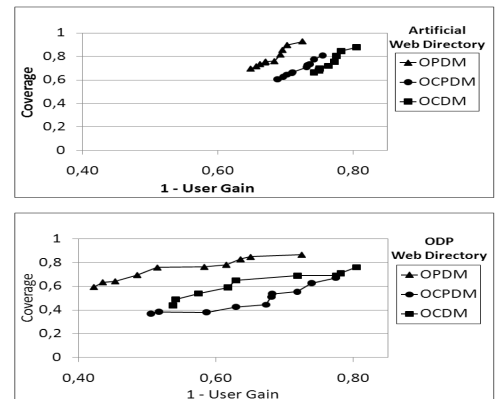 Artificial
Web Directory
OPDM
OCPDM
OCDM
Coverage
1
0,8
0,6
0,4
0,2
0
0,40
0,60
0,80
1 - User Gain
ODP
Web Directory
OPDM
OCPDM
OCDM
Coverage
1
0,8
0,6
0,4
0,2
0
0,40
0,60
0,80
1 - User Gain